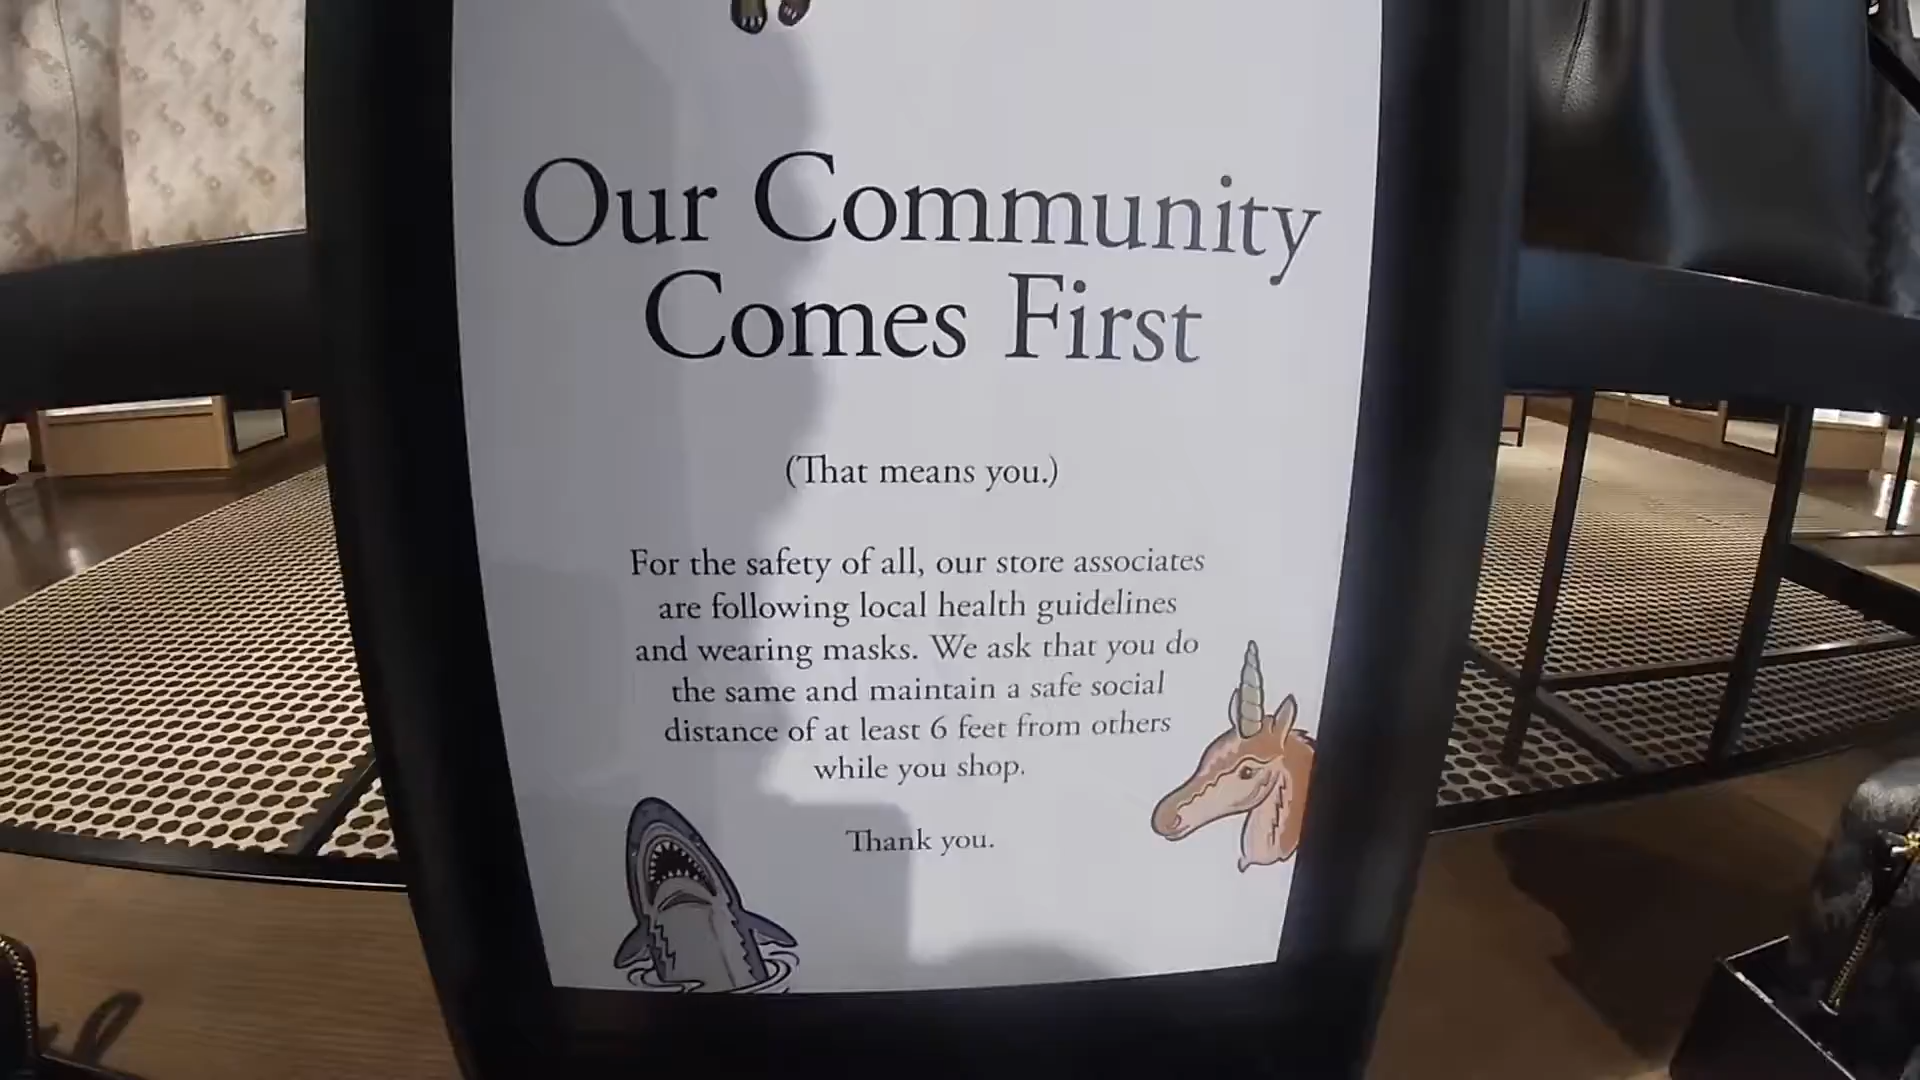 Our Community
Comes First
(That means you.)
For the safety of all, our store associates
are following local health guidelines
and wearing masks. We ask that you do
the same and maintain a safe social
distance of at least 6 feet from others
while you shop.
Thank you.